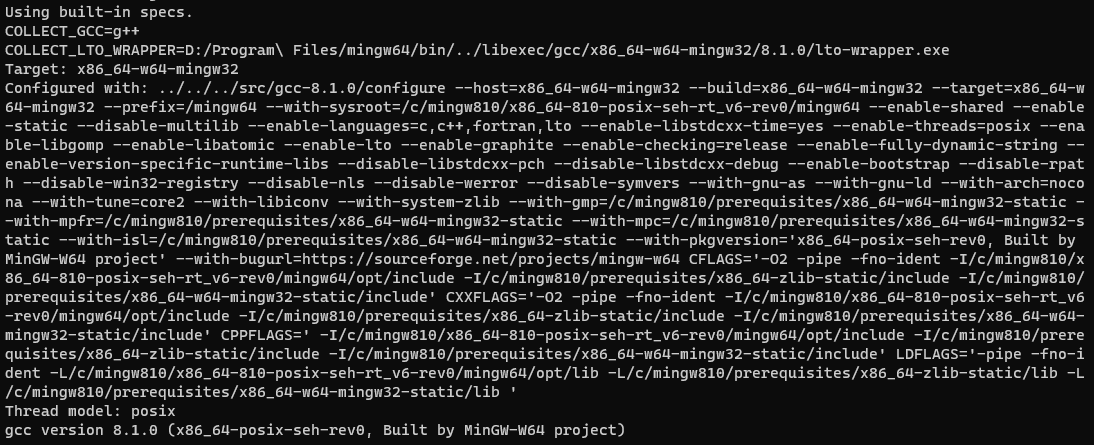 Using built-in specs.
COLLECT_GCC=g++
COLLECT_LTO_WRAPPER=D:/Program\ Files/mingw64/bin/../libexec/gcc/x86_64-w64-mingw32/8.1.0/lto-wrapper.exe
Target: x86_64-w64-mingw32
Configured with: ../../../src/gcc-8.1.0/configure --host=x86_64-w64-mingw32 --build=x86_64-w64-mingw32 --target=x86_64-w
64-mingw32 --prefix=/mingw64 --with-sysroot=/c/mingw810/x86_64-810-posix-seh-rt_v6-rev0/mingw64 --enable-shared --enable
-static --disable-multilib --enable-languages=c,c++,fortran,lto --enable-libstdcxx-time=yes --enable-threads=posix --ena
ble-libgomp --enable-libatomic --enable-lto --enable-graphite --enable-checking=release --enable-fully-dynamic-string --
enable-version-specific-runtime-libs --disable-libstdcxx-pch --disable-libstdcxx-debug --enable-bootstrap --disable-rpat
h --disable-win32-registry --disable-nls --disable-werror --disable-symvers --with-gnu-as --with-gnu-ld --with-arch=noco
na --with-tune=core2 --with-libiconv --with-system-zlib --with-gmp=/c/mingw810/prerequisites/x86_64-w64-mingw32-static -
-with-mpfr=/c/mingw810/prerequisites/x86_64-w64-mingw32-static --with-mpc=/c/mingw810/prerequisites/x86_64-w64-mingw32-s
tatic --with-isl=/c/mingw810/prerequisites/x86_64-w64-mingw32-static --with-pkgversion='x86_64-posix-seh-rev0, Built by
MinGW-W64 project' --with-bugurl=https://sourceforge.net/projects/mingw-w64 CFLAGS='-O2 -pipe -fno-ident -I/c/mingw810/x
86_64-810-posix-seh-rt_v6-rev0/mingw64/opt/include -I/c/mingw810/prerequisites/x86_64-zlib-static/include -I/c/mingw810/
prerequisites/x86_64-w64-mingw32-static/include' CXXFLAGS='-O2 -pipe -fno-ident -I/c/mingw810/x86_64-810-posix-seh-rt_v6
-rev0/mingw64/opt/include -I/c/mingw810/prerequisites/x86_64-zlib-static/include -I/c/mingw810/prerequisites/x86_64-w64-
mingw32-static/include' CPPFLAGS=' -I/c/mingw810/x86_64-810-posix-seh-rt_v6-rev0/mingw64/opt/include -I/c/mingw810/prere
quisites/x86_64-zlib-static/include -I/c/mingw810/prerequisites/x86_64-w64-mingw32-static/include' LDFLAGS='-pipe -fno-i
dent -L/c/mingw810/x86_64-810-posix-seh-rt_v6-rev0/mingw64/opt/lib -L/c/mingw810/prerequisites/x86_64-zlib-static/lib -L
/c/mingw810/prerequisites/x86_64-w64-mingw32-static/lib '
Thread model: posix
gcc version 8.1.0 (x86_64-posix-seh-rev0, Built by MinGW-W64 project)